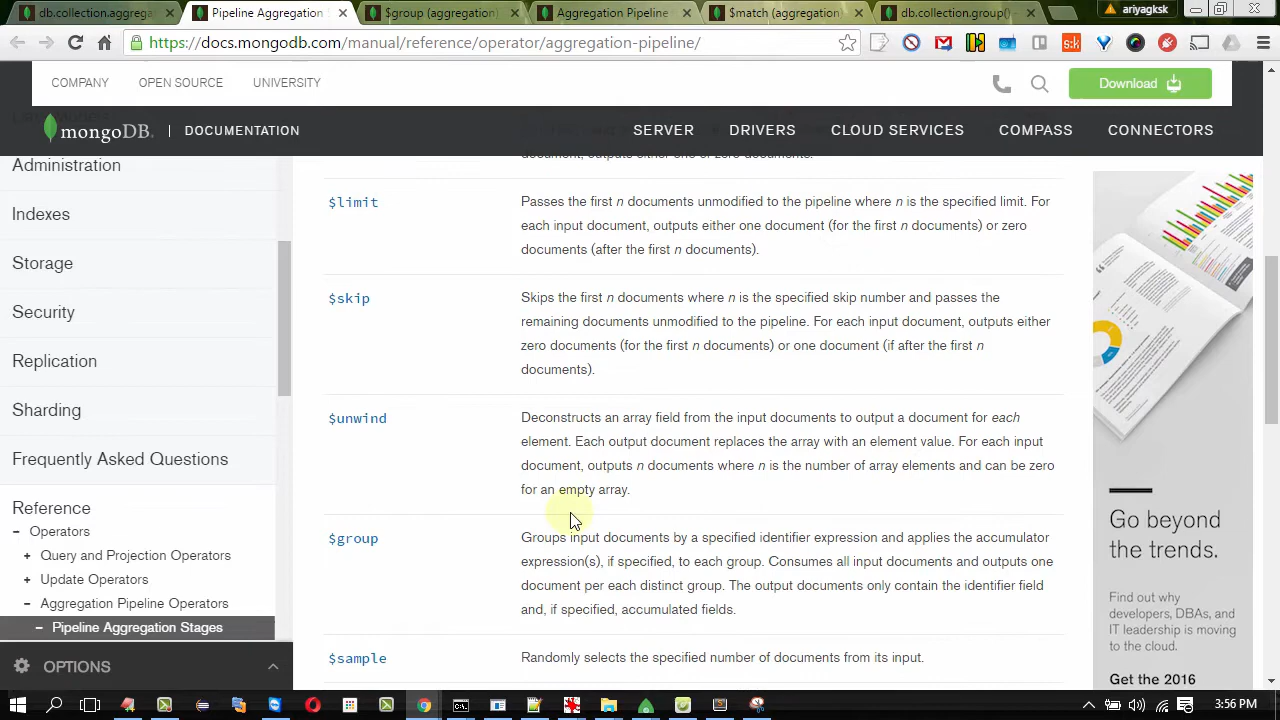 db.collection.aggrega
Pipeline Aggregation S
$group (aggregation)
Aggregation Pipeline
$match (aggregation
db.collection.group()
ariyagksk
https://docs.mongodb.com/manual/reference/operator/aggregation-pipeline/
COMPANY
OPEN SOURCE
UNIVERSITY
Download
mongoDB.
DOCUMENTATION
SERVER
DRIVERS
CLOUD SERVICES
COMPASS
CONNECTORS
Administration
Indexes
Storage
Security
Replication
Sharding
Frequently Asked Questions
Reference
Operators
Query and Projection Operators
Update Operators
Aggregation Pipeline Operators
Pipeline Aggregation Stages
OPTIONS
document, outputs either one or zero documents.
$limit
Passes the first n documents unmodified to the pipeline where n is the specified limit. For
each input document, outputs either one document (for the first n documents) or zero
documents (after the first n documents).
$skip
Skips the first n documents where n is the specified skip number and passes the
remaining documents unmodified to the pipeline. For each input document, outputs either
zero documents (for the first n documents) or one document (if after the first n
documents).
$unwind
Deconstructs an array field from the input documents to output a document for each
element. Each output document replaces the array with an element value. For each input
document, outputs n documents where n is the number of array elements and can be zero
for an empty array.
$group
Groups input documents by a specified identifier expression and applies the accumulator
expression(s), if specified, to each group. Consumes all input documents and outputs one
document per each distinct group. The output documents only contain the identifier field
and, if specified, accumulated fields.
$sample
Randomly selects the specified number of documents from its input.
Go beyond
the trends.
Find out why
developers, DBAs, and
IT leadership is moving
to the cloud.
Get the 2016
3:56 PM